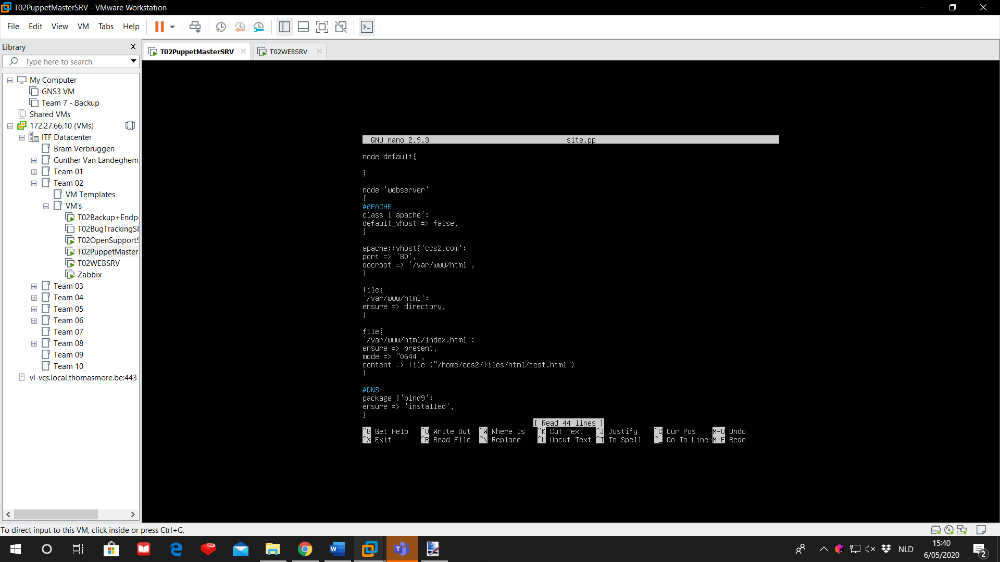 T02PuppetMasterSRV - VMware Workstation
File Edit View VM Tabs Help
Library
Type here to search
My Computer
GNS3 VM
Team 7 - Backup
Shared VMs
172.27.66.10 (VMs)
ITF Datacenter
Bram Verbruggen
Gunther Van Landeghem
Team 01
Team 02
VM Templates
VM's
T02Backup+Endp
T02BugTrackingSI
T02OpenSupportS
T02PuppetMaster
T02WEBSRV
Zabbix
Team 03
Team 04
Team 05
Team 06
Team 07
Team 08
Team 09
Team 10
vl-vcs.local.thomasmore.be:443
T02PuppetMasterSRV T02WEBSRV
GNU nano 2.9.3 site.pp
node default{
}
node 'webserver'
{
#APACHE
class {'apache':
default_vhost => false,
}
apache::vhost{'ccs2.com':
port => '80',
docroot => '/var/www/html',
}
file{
'/var/www/html':
ensure => directory,
}
file{
'/var/www/html/index.html':
ensure => present,
mode => "0644",
content => file ("/home/ccs2/files/html/test.html")
}
#DNS
package {'bind9':
ensure => 'installed',
}
[ Read 44 lines ]
^G Get Help ^O Write Out ^W Where Is ^K Cut Text ^J Justify ^C Cur Pos M-U Undo
^X Exit ^R Read File ^\ Replace ^U Uncut Text ^T To Spell ^_ Go To Line M-E Redo
To direct input to this VM, click inside or press Ctrl+G.
NLD
15:40
6/05/2020
2